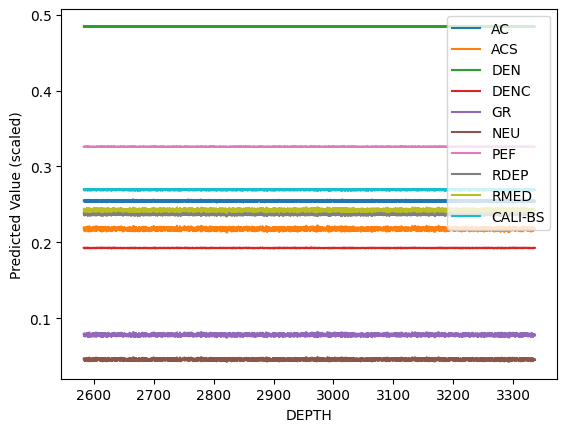 0.5
0.4
0.3
0.2
0.1
Predicted Value (scaled)
2600 2700 2800 2900 3000 3100 3200 3300
DEPTH
AC
ACS
DEN
DENC
GR
NEU
PEF
RDEP
RMED
CALI-BS